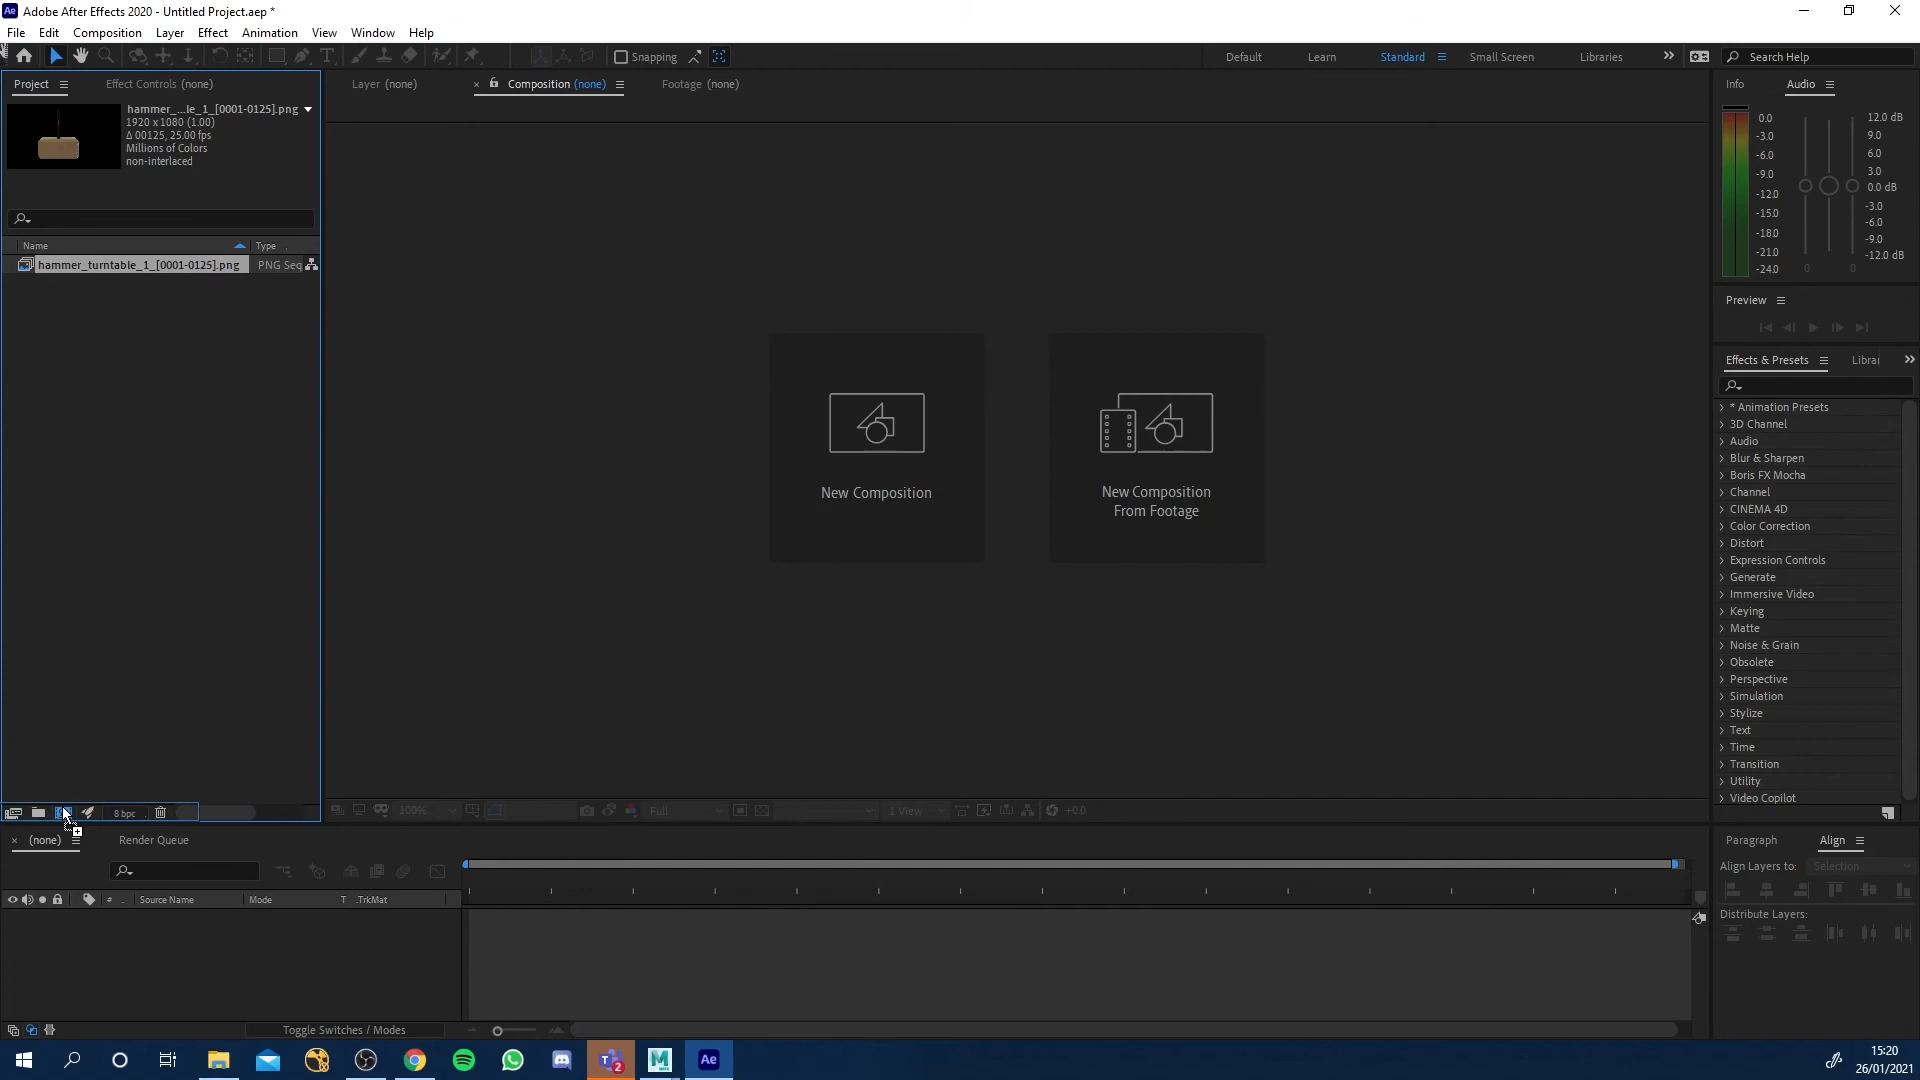 Ae Adobe After Effects 2020 - Untitled Project.aep *
File Edit Composition Layer Effect Animation View Window Help
Snapping
Default Learn Standard Small Screen Libraries
Search Help
Project
Effect Controls (none)
Layer (none)
Composition (none)
Footage (none)
Info
Audio
hammer_...le_1_[0001-0125].png
1920 x 1080 (1.00)
Δ 00125, 25.00 fps
Millions of Colors
non-interlaced
Name Type
hammer_turntable_1_[0001-0125].png PNG Seq
New Composition
New Composition
From Footage
0.0
-3.0
-6.0
-9.0
-12.0
-15.0
-18.0
-21.0
-24.0
12.0 dB
9.0
6.0
3.0
0.0 dB
-3.0
-6.0
-9.0
-12.0 dB
0 0
Preview
Effects & Presets
Librai
* Animation Presets
3D Channel
Audio
Blur & Sharpen
Boris FX Mocha
Channel
CINEMA 4D
Color Correction
Distort
Expression Controls
Generate
Immersive Video
Keying
Matte
Noise & Grain
Obsolete
Perspective
Simulation
Stylize
Text
Time
Transition
Utility
Video Copilot
8 bpc
100%
Full
1 View
+0.0
(none)
Render Queue
# Source Name Mode T .TrkMat
Toggle Switches / Modes
Paragraph
Align
Align Layers to: Selection
Distribute Layers:
2
M
Ae
15:20
26/01/2021